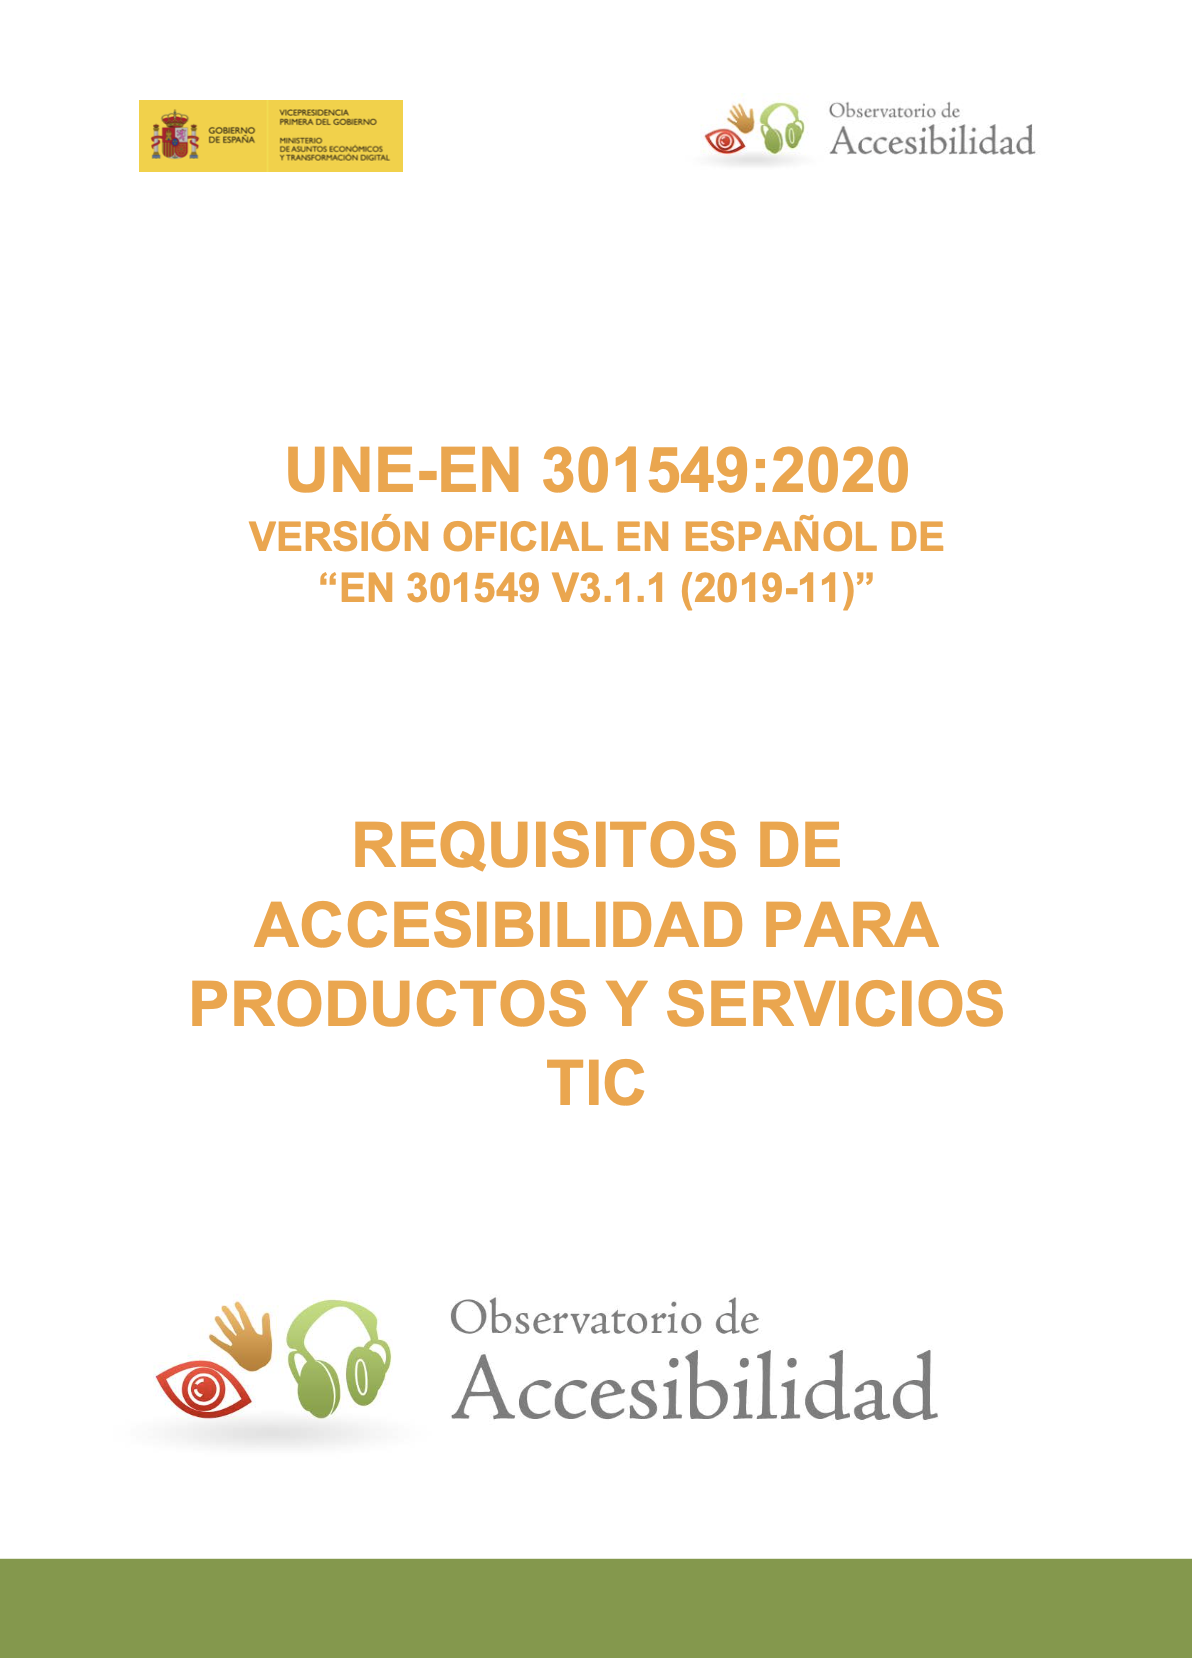 GOBIERNO
DE ESPAÑA
VICEPRESIDENCIA
PRIMERA DEL GOBIERNO
MINISTERIO
DE ASUNTOS ECONÓMICOS
Y TRANSFORMACIÓN DIGITAL
Observatorio de
Accesibilidad
UNE-EN 301549:2020
VERSIÓN OFICIAL EN ESPAÑOL DE
“EN 301549 V3.1.1 (2019-11)”
REQUISITOS DE
ACCESIBILIDAD PARA
PRODUCTOS Y SERVICIOS
TIC
Observatorio de
Accesibilidad